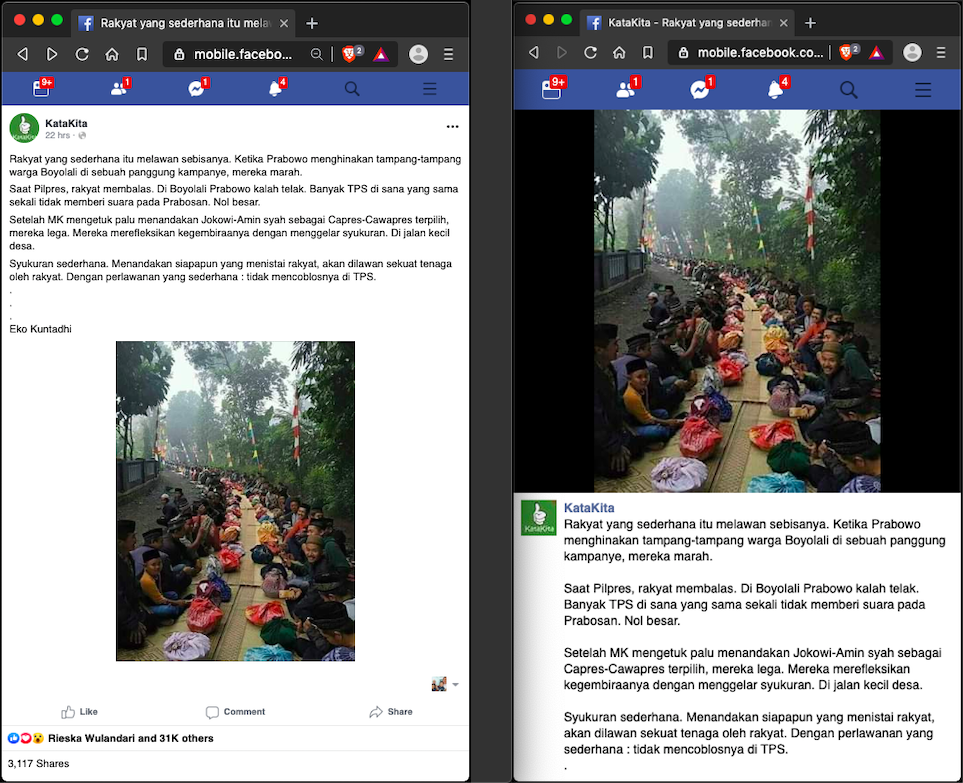 Rakyat yang sederhana itu mela
mobile.facebo...
2
9+
1
1
4
KataKita
22 hrs
Rakyat yang sederhana itu melawan sebisanya. Ketika Prabowo menghinakan tampang-tampang
warga Boyolali di sebuah panggung kampanye, mereka marah.
Saat Pilpres, rakyat membalas. Di Boyolali Prabowo kalah telak. Banyak TPS di sana yang sama
sekali tidak memberi suara pada Prabosan. Nol besar.
Setelah MK mengetuk palu menandakan Jokowi-Amin syah sebagai Capres-Cawapres terpilih,
mereka lega. Mereka merefleksikan kegembiraanya dengan menggelar syukuran. Di jalan kecil
desa.
Syukuran sederhana. Menandakan siapapun yang menistai rakyat, akan dilawan sekuat tenaga
oleh rakyat. Dengan perlawanan yang sederhana : tidak mencoblosnya di TPS.
.
.
.
Eko Kuntadhi
Like
Comment
Share
Rieska Wulandari and 31K others
3,117 Shares
KataKita - Rakyat yang sederhan
mobile.facebook.co...
2
9+
1
1
4
KataKita
KataKita
Rakyat yang sederhana itu melawan sebisanya. Ketika Prabowo
menghinakan tampang-tampang warga Boyolali di sebuah panggung
kampanye, mereka marah.
Saat Pilpres, rakyat membalas. Di Boyolali Prabowo kalah telak.
Banyak TPS di sana yang sama sekali tidak memberi suara pada
Prabosan. Nol besar.
Setelah MK mengetuk palu menandakan Jokowi-Amin syah sebagai
Capres-Cawapres terpilih, mereka lega. Mereka merefleksikan
kegembiraanya dengan menggelar syukuran. Di jalan kecil desa.
Syukuran sederhana. Menandakan siapapun yang menistai rakyat,
akan dilawan sekuat tenaga oleh rakyat. Dengan perlawanan yang
sederhana : tidak mencoblosnya di TPS.
.